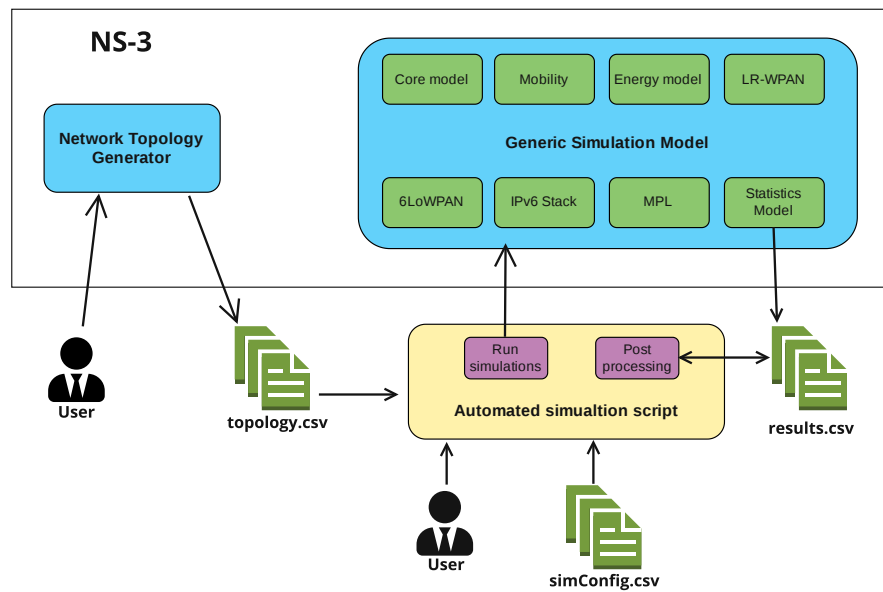 NS-3
Core model
Mobility
Energy model
LR-WPAN
Network Topology
Generator
Generic Simulation Model
6LoWPAN
IPv6 Stack
MPL
Statistics
Model
Run
simulations
Post
processing
Automated simualtion script
User
topology.csv
results.csv
User
simConfig.csv